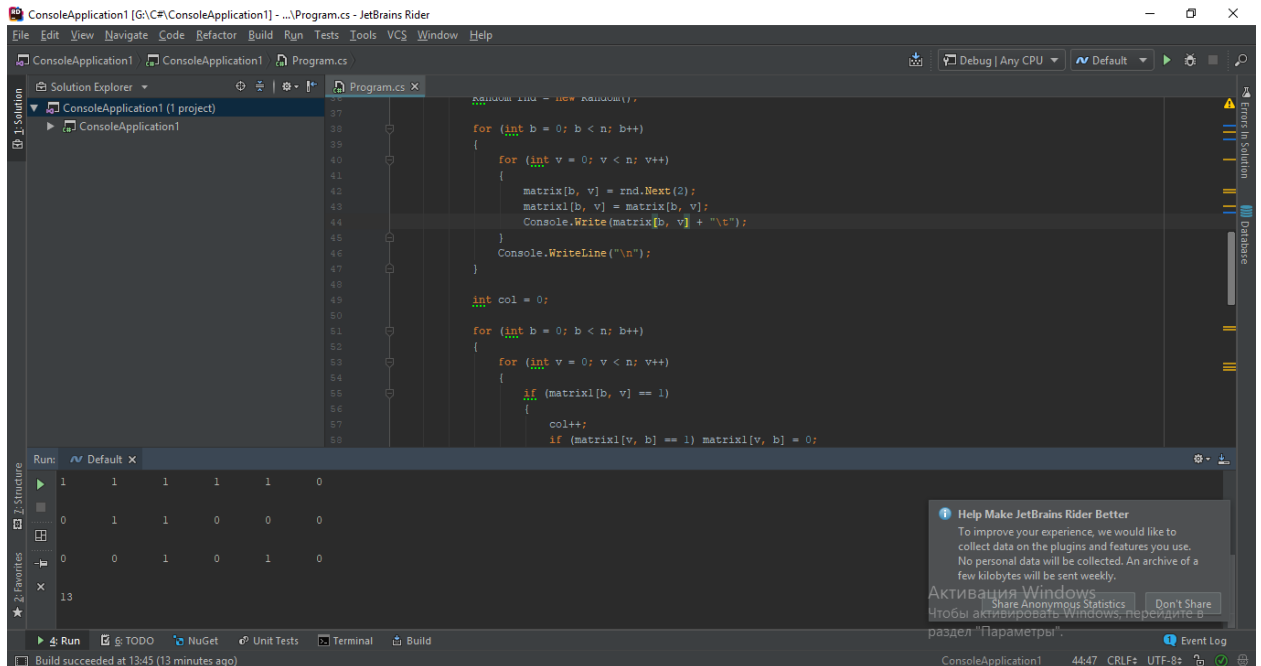 ConsoleApplication1 [G:\C#\ConsoleApplication1] - ...\Program.cs - JetBrains Rider
File Edit View Navigate Code Refactor Build Run Tests Tools VCS Window Help
ConsoleApplication1 ConsoleApplication1 Program.cs Debug | Any CPU Default
1: Solution
Solution Explorer
Program.cs
ConsoleApplication1 (1 project)
ConsoleApplication1
36 Random rnd = new Random();
37
38 for (int b = 0; b < n; b++)
39 {
40 for (int v = 0; v < n; v++)
41 {
42 matrix[b, v] = rnd.Next(2);
43 matrix1[b, v] = matrix[b, v];
44 Console.Write(matrix[b, v] + "\t");
45 }
46 Console.WriteLine("\n");
47 }
48
49 int col = 0;
50
51 for (int b = 0; b < n; b++)
52 {
53 for (int v = 0; v < n; v++)
54 {
55 if (matrix1[b, v] == 1)
56 {
57 col++;
58 if (matrix1[v, b] == 1) matrix1[v, b] = 0;
Errors In Solution
Database
Run: Default
7: Structure
2: Favorites
1 1 1 1 1 0
0 1 1 0 0 0
0 0 1 0 1 0
13
Help Make JetBrains Rider Better
To improve your experience, we would like to
collect data on the plugins and features you use.
No personal data will be collected. An archive of a
few kilobytes will be sent weekly.
Share Anonymous Statistics Don't Share
Активация Windows
Чтобы активировать Windows, перейдите в
раздел "Параметры".
4: Run 6: TODO NuGet Unit Tests Terminal Build 1 Event Log
Build succeeded at 13:45 (13 minutes ago) ConsoleApplication1 44:47 CRLF UTF-8